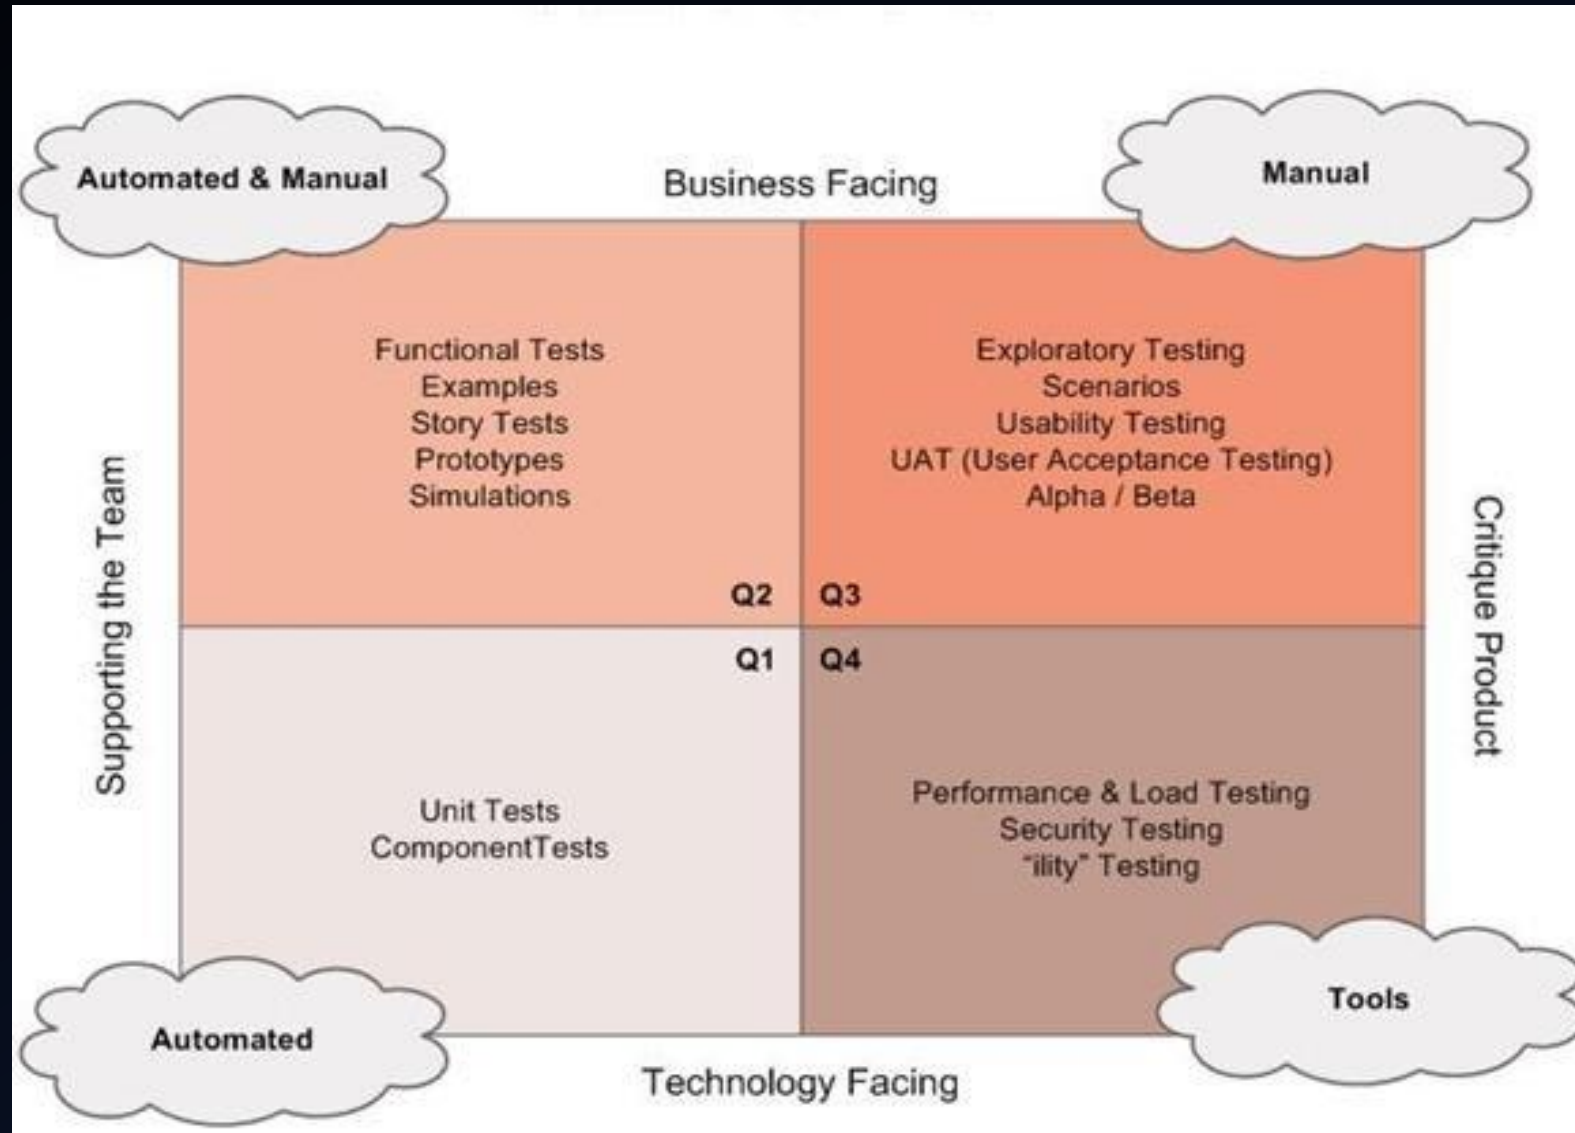 Automated & Manual
Business Facing
Manual
Functional Tests
Examples
Story Tests
Prototypes
Simulations
Exploratory Testing
Scenarios
Usability Testing
UAT (User Acceptance Testing)
Alpha / Beta
Supporting the Team
Critique Product
Q2
Q3
Q1
Q4
Unit Tests
ComponentTests
Performance & Load Testing
Security Testing
“ility” Testing
Automated
Tools
Technology Facing